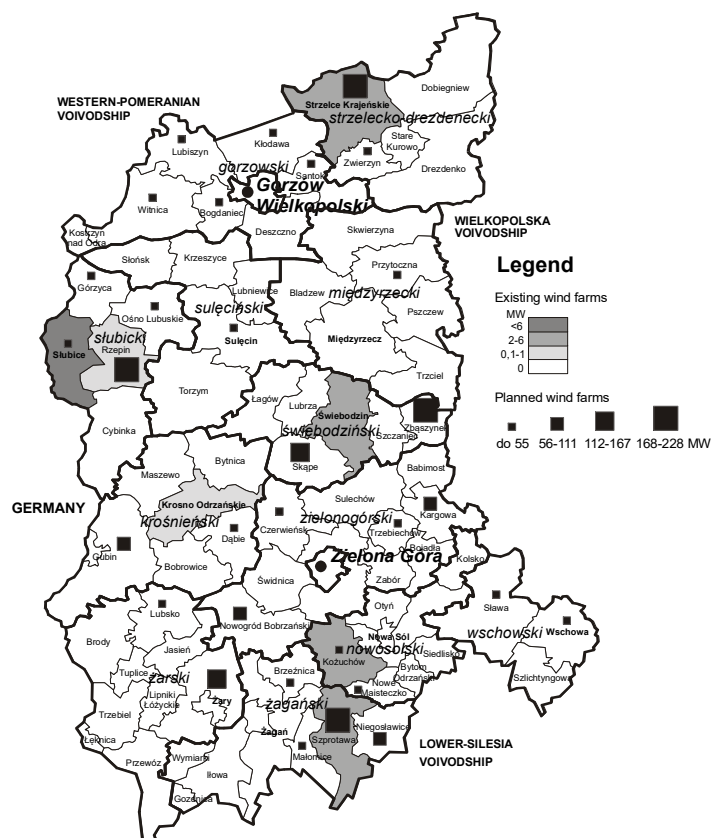 WESTERN-POMERANIAN
VOIVODSHIP
Dobiegniew
Strzelce Krajeńskie
strzelecko-drezdenecki
Stare
Kurowo
Kłodawa
Lubiszyn
Zwierzyn
Drezdenko
gorzowski
Santok
Gorzów
Wielkopolski
Witnica
Bogdaniec
Kostrzyn
nad Odrą
Deszczno
Skwierzyna
WIELKOPOLSKA
VOIVODSHIP
Słońsk
Krzeszyce
Przytoczna
Górzyca
Lubniewice
Bladzew
międzyrzecki
Ośno Lubuskie
sulęciński
Pszczew
słubicki
Słubice
Rzepin
Sulęcin
Międzyrzecz
Trzciel
Torzym
Łagów
Lubrza
Świebodzin
świebodziński
Szczaniec
Zbąszynek
Cybinka
Skąpe
Babimost
Bytnica
Maszewo
GERMANY
Krosno Odrzańskie
krośnieński
Sulechów
zielonogórski
Kargowa
Czerwieńsk
Trzebiechów
Dąbie
Bojadła
Gubin
Bobrowice
Zielona Góra
Kolsko
Świdnica
Zabór
Lubsko
Otyń
Sława
Nowogród Bobrzański
Nowa Sól
wschowski
Wschowa
Brody
Jasień
nowosolski
Siedlisko
Kożuchów
Tuplice
żarski
Brzeźnica
Bytom
Odrzański
Szlichtyngowa
Nowe
Maisteczko
Lipniki
Łóżyckie
Żary
żagański
Trzebiel
Żagań
Szprotawa
Niegosławice
Łęknica
Przewóz
Wymiarki
Małomice
LOWER-SILESIA
VOIVODSHIP
Iłowa
Gozdnica
Legend
Existing wind farms
MW
<6
2-6
0,1-1
0
Planned wind farms
do 55 56-111 112-167 168-228 MW